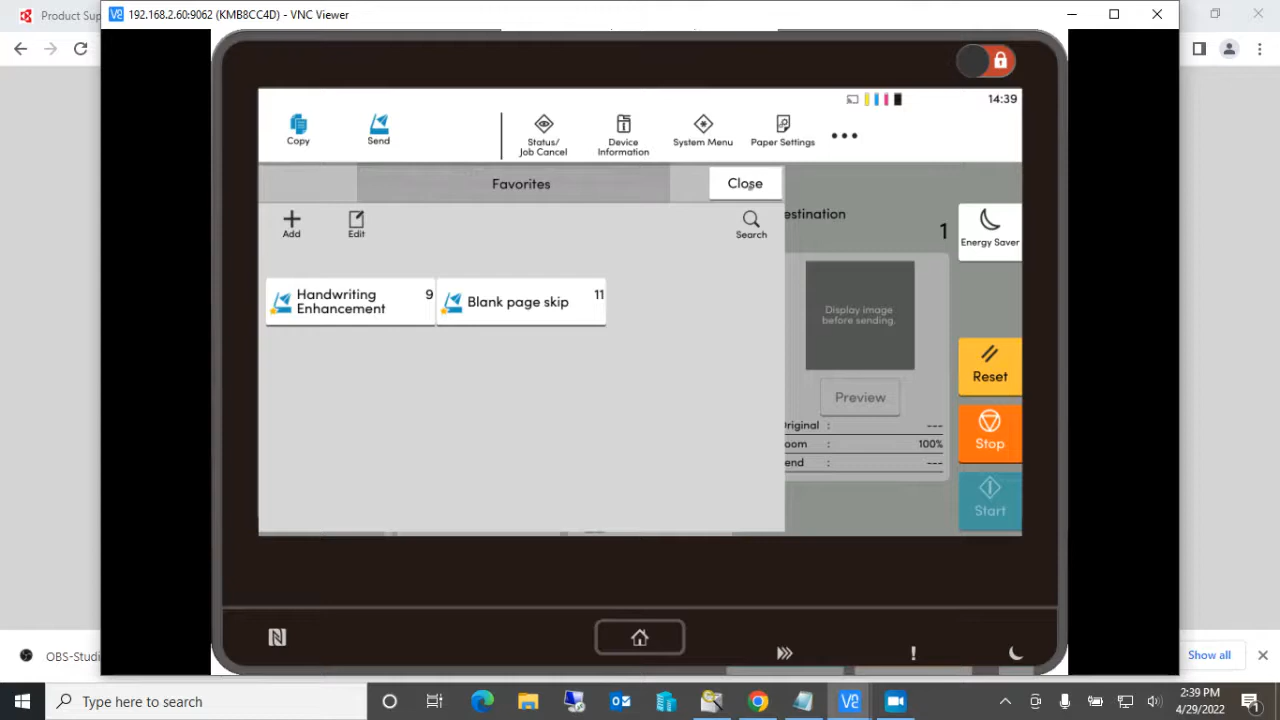 Product Sup
192.168.2.60:9062 (KMB8CC4D) - VNC Viewer
14:39
Copy
Send
Status/
Job Cancel
Device
Information
System Menu
Paper Settings
Favorites
Close
Add
Edit
Search
estination
1
Energy Saver
Handwriting
Enhancement
9
Blank page skip
11
Display image
before sending.
Preview
Reset
riginal : ---
oom : 100%
end : ---
Stop
Start
OBS-Studi
Show all
Type here to search
2:39 PM
4/29/2022